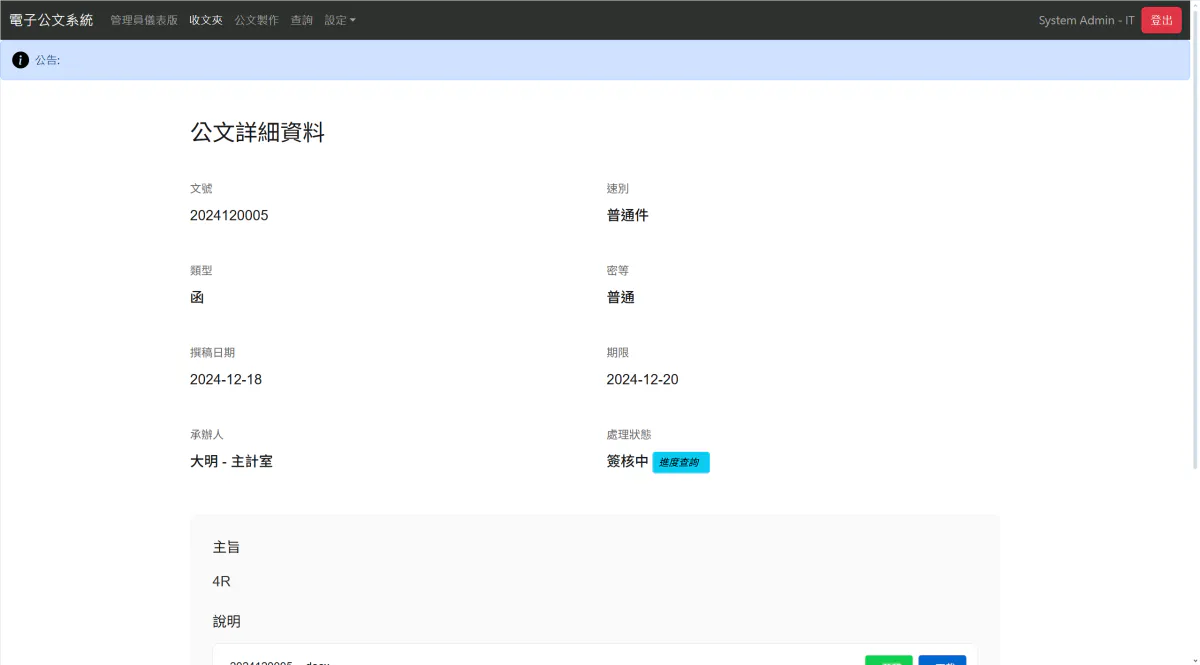 電子公文系統 管理員儀表版 收文夾 公文製作 查詢 設定 System Admin - IT 登出
公告:
公文詳細資料
文號 速別
2024120005 普通件
類型 密等
函 普通
撰稿日期 期限
2024-12-18 2024-12-20
承辦人 處理狀態
大明 - 主計室 簽核中 進度查詢
主旨
4R
說明